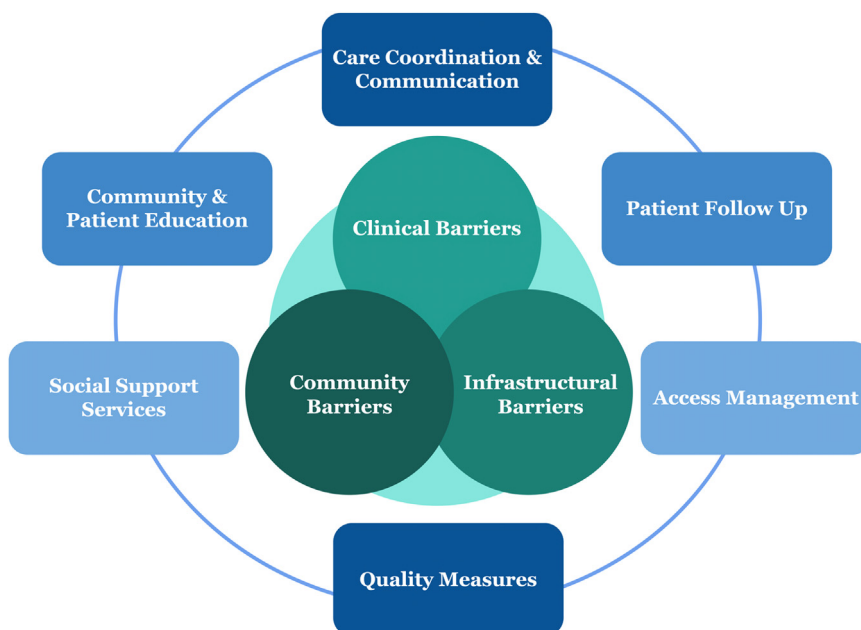 Care Coordination &
Communication
Community &
Patient Education
Patient Follow Up
Clinical Barriers
Social Support
Services
Community
Barriers
Infrastructural
Barriers
Access Management
Quality Measures